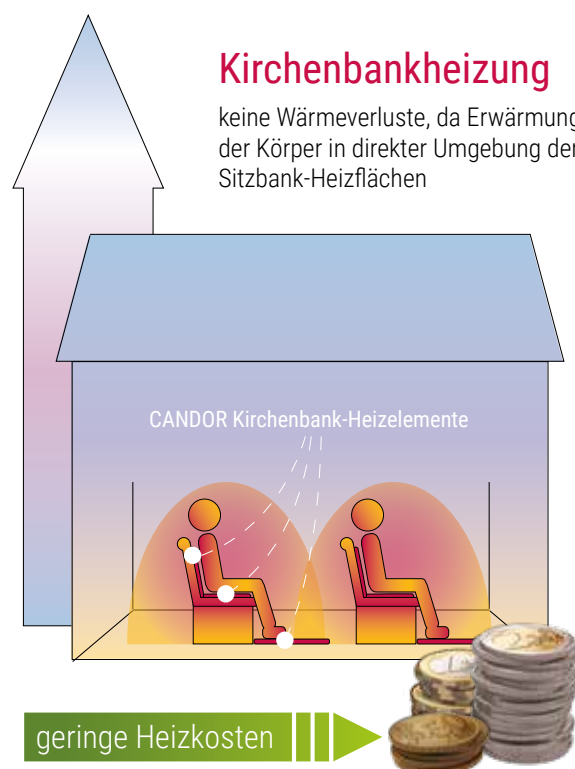 Kirchenbankheizung
keine Wärmeverluste, da Erwärmung
der Körper in direkter Umgebung der
Sitzbank-Heizflächen
CANDOR Kirchenbank-Heizelemente
geringe Heizkosten